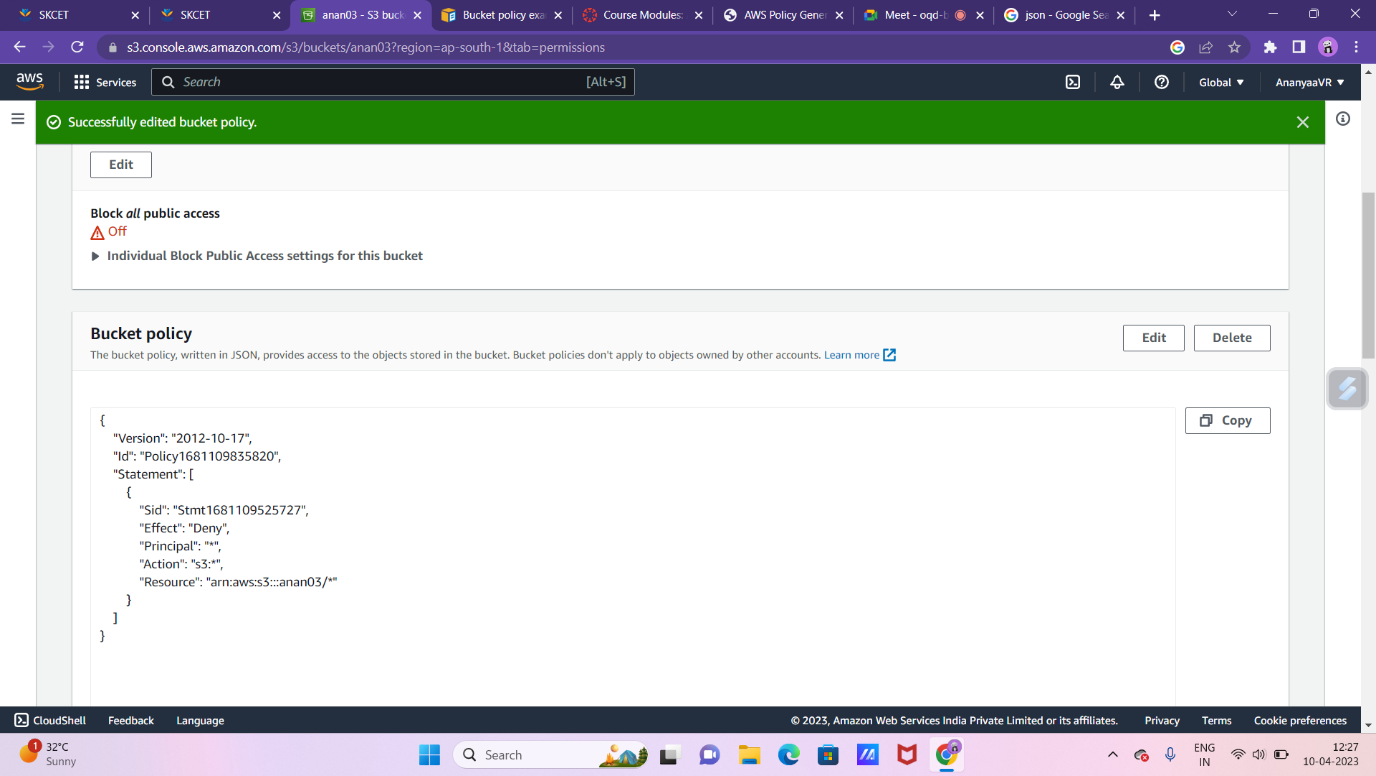 SKCET
SKCET
anan03 - S3 buck
Bucket policy exa
Course Modules:
AWS Policy Gener
Meet - oqd-b
json - Google Sea
s3.console.aws.amazon.com/s3/buckets/anan03?region=ap-south-1&tab=permissions
aws
Services
Search
[Alt+S]
Global
AnanyaaVR
Successfully edited bucket policy.
Edit
Block all public access
Off
Individual Block Public Access settings for this bucket
Bucket policy
Edit
Delete
The bucket policy, written in JSON, provides access to the objects stored in the bucket. Bucket policies don't apply to objects owned by other accounts. Learn more
Copy
{
"Version": "2012-10-17",
"Id": "Policy1681109835820",
"Statement": [
{
"Sid": "Stmt1681109525727",
"Effect": "Deny",
"Principal": "*",
"Action": "s3:*",
"Resource": "arn:aws:s3:::anan03/*"
}
]
}
CloudShell
Feedback
Language
© 2023, Amazon Web Services India Private Limited or its affiliates.
Privacy
Terms
Cookie preferences
1
32°C
Sunny
Search
ENG
IN
12:27
10-04-2023